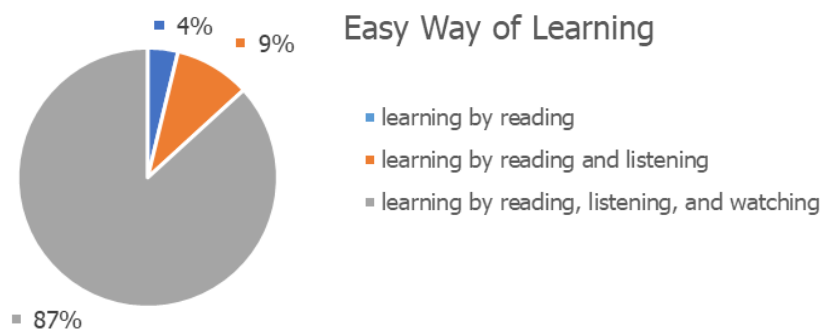 Easy Way of Learning
4%
9%
87%
learning by reading
learning by reading and listening
learning by reading, listening, and watching